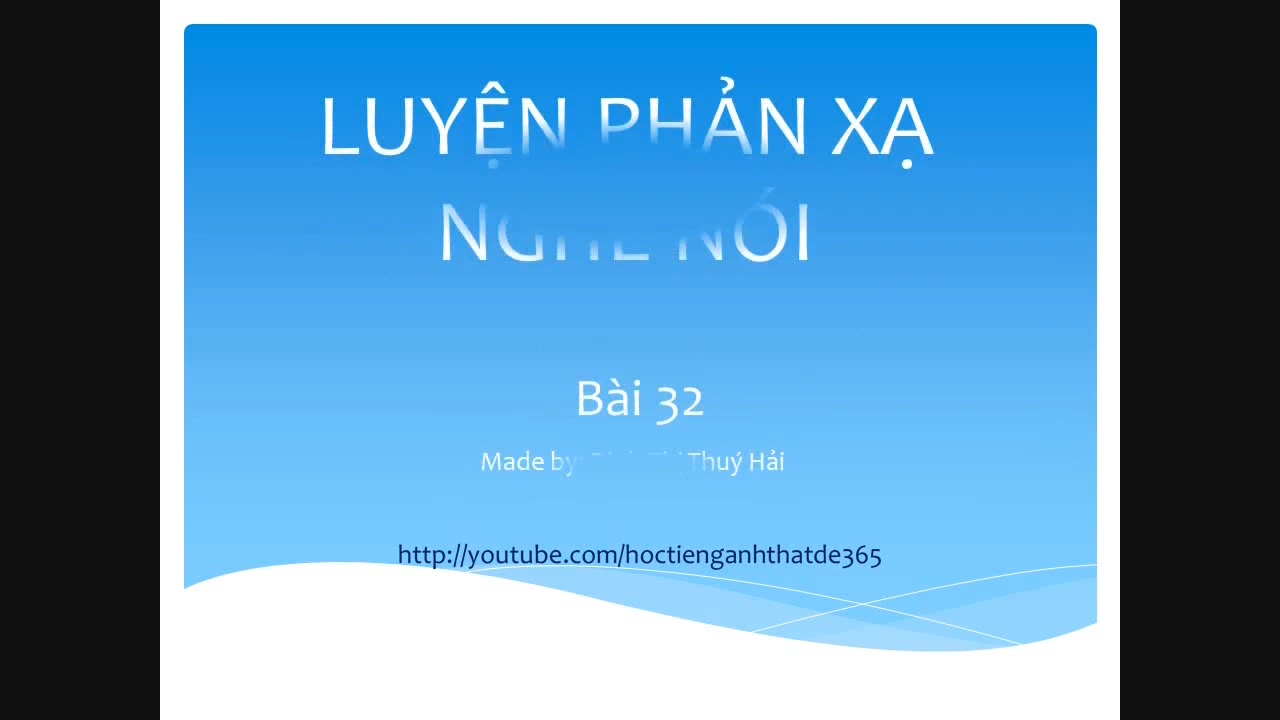 LUYỆN PHẢN XẠ
NGHE NÓI
Bài 32
Made by: Thuý Hải
http://youtube.com/hoctienganhthatde365